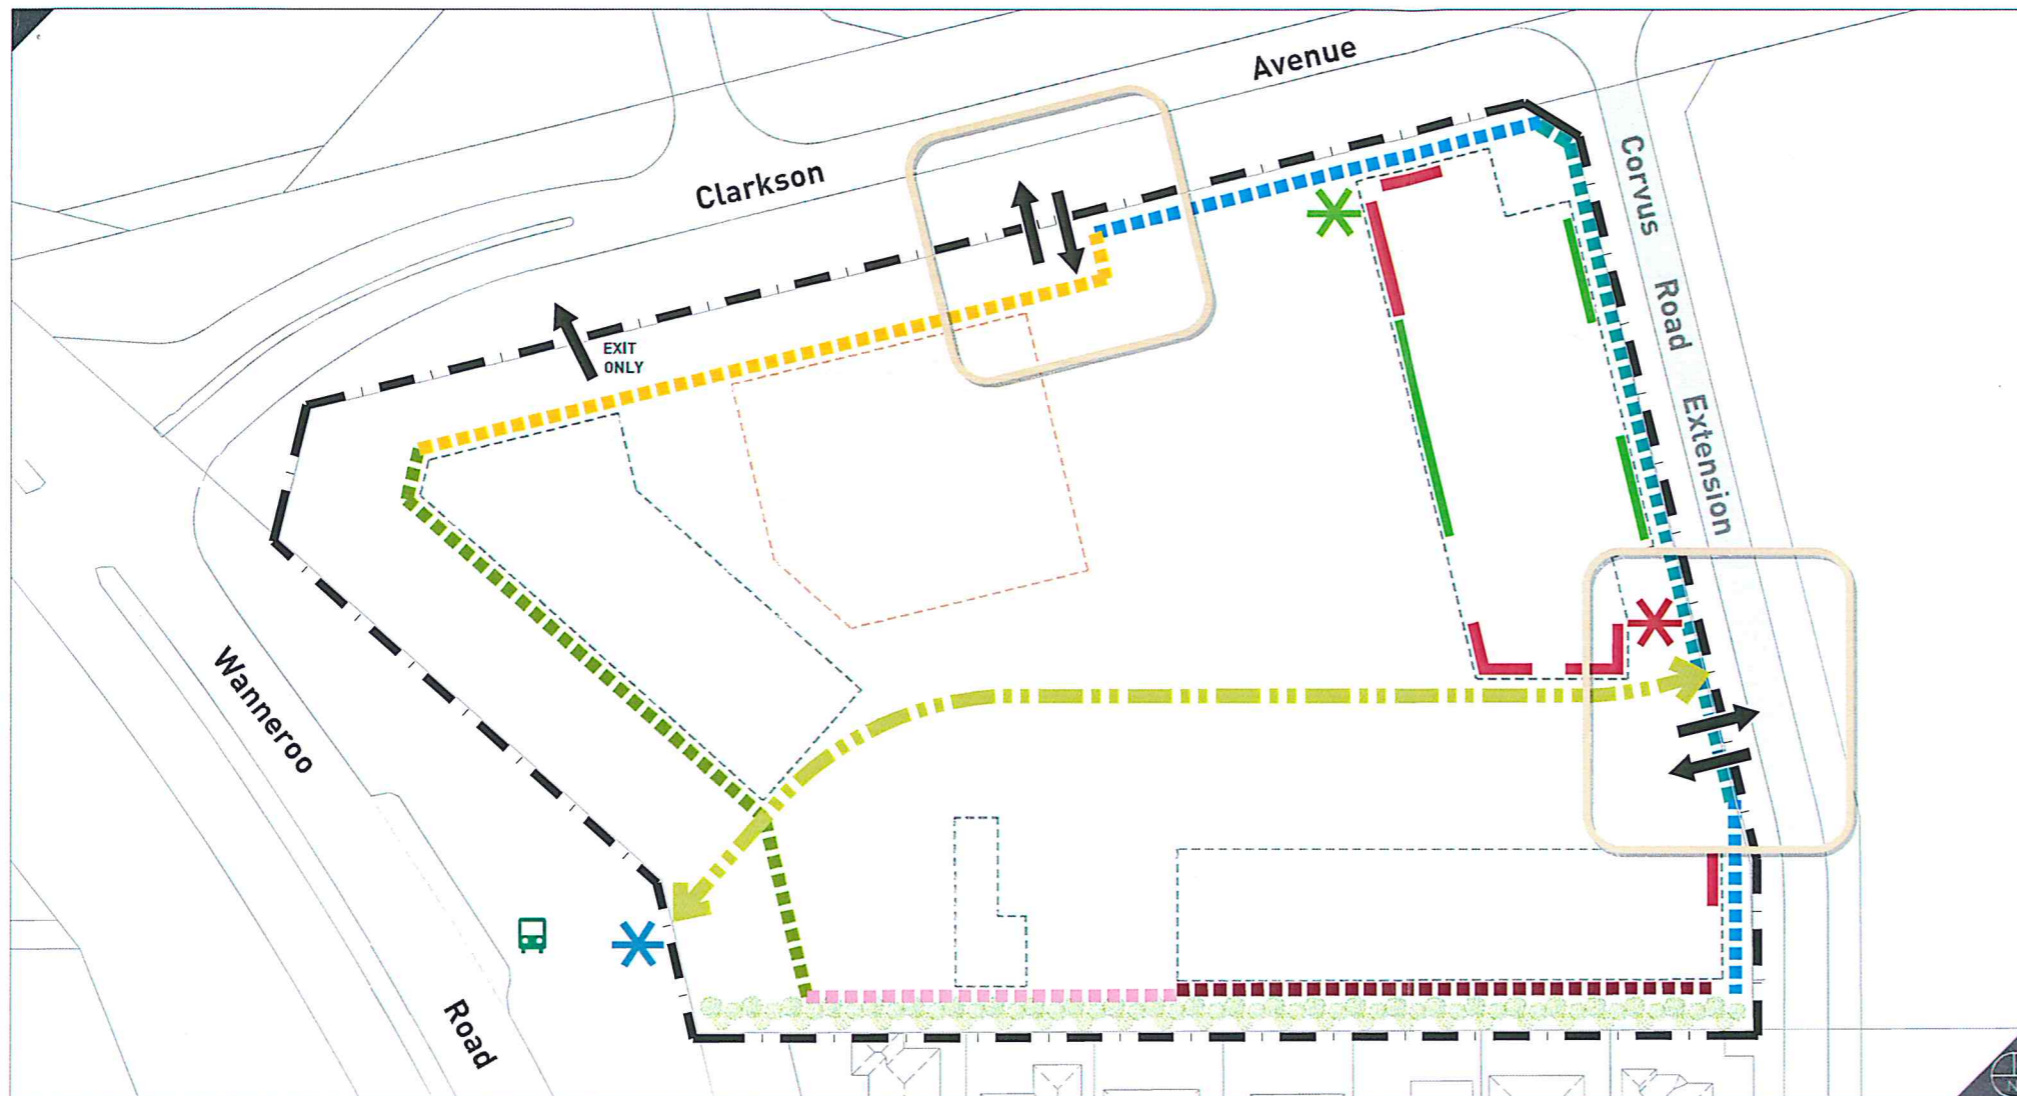 Clarkson
Avenue
EXIT
ONLY
Corvus
Road
Extension
Wanneroo
Road
N